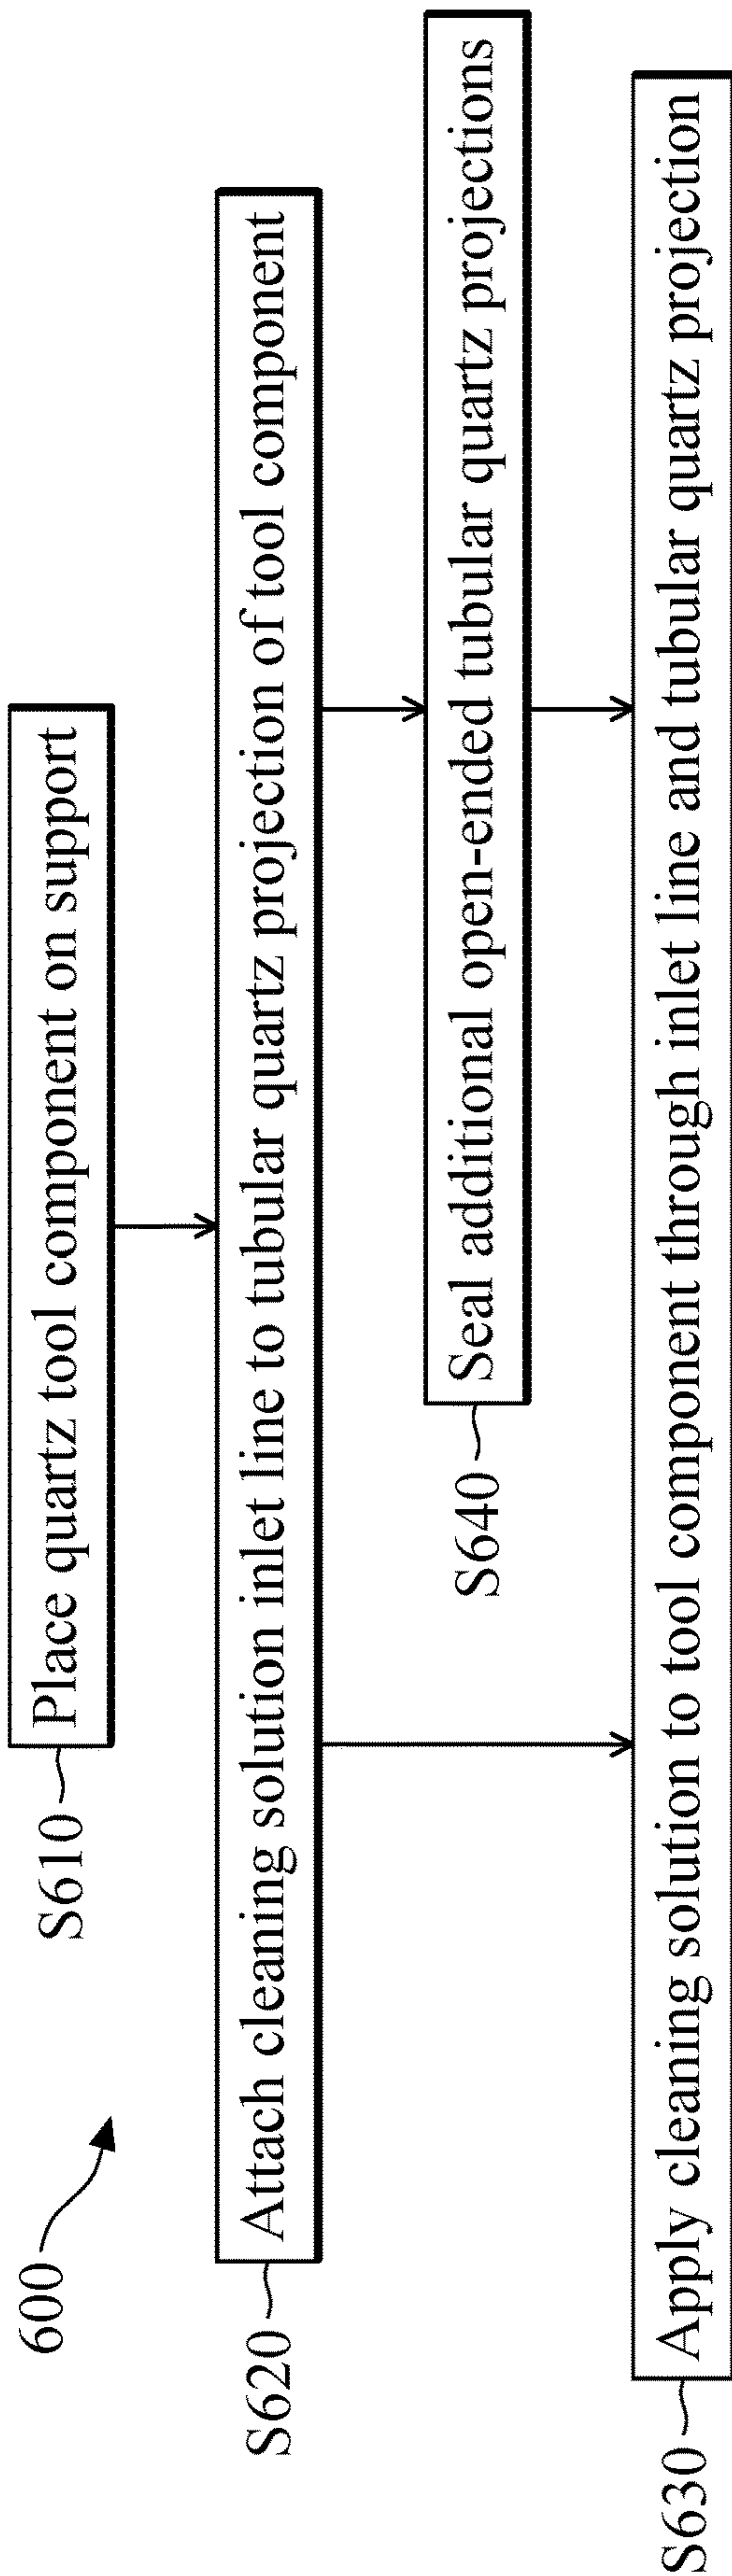 600
S610
Place quartz tool component on support
S620
Attach cleaning solution inlet line to tubular quartz projection of tool component
S640
Seal additional open-ended tubular quartz projections
S630
Apply cleaning solution to tool component through inlet line and tubular quartz projection